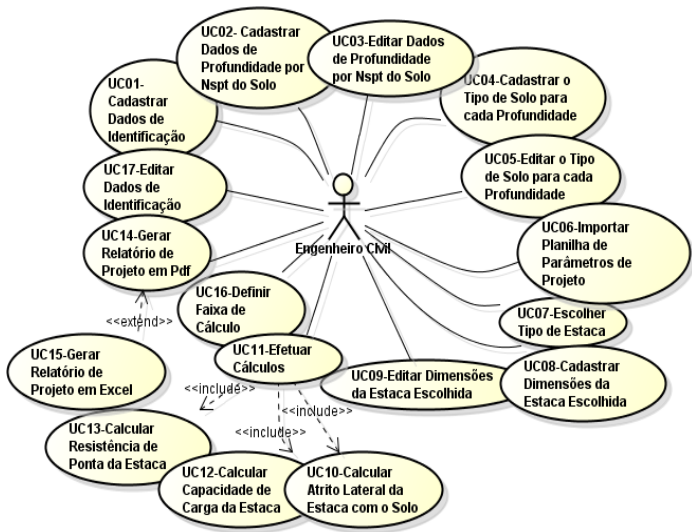 UC02- Cadastrar
Dados de
Profundidade por
Nspt do Solo
UC03-Editar Dados
de Profundidade
por Nspt do Solo
UC01-
Cadastrar
Dados de
Identificação
UC04-Cadastrar o
Tipo de Solo para
cada Profundidade
UC17-Editar
Dados de
Identificação
UC05-Editar o Tipo
de Solo para cada
Profundidade
UC14-Gerar
Relatório de
Projeto em Pdf
Engenheiro Civil
UC06-Importar
Planilha de
Parâmetros de
Projeto
UC16-Definir
Faixa de
Cálculo
<<extend>>
UC07-Escolher
Tipo de Estaca
UC15-Gerar
Relatório de
Projeto em Excel
UC11-Efetuar
Cálculos
UC09-Editar Dimensões
da Estaca Escolhida
UC08-Cadastrar
Dimensões da
Estaca Escolhida
<<include>>
<<include>>
<<include>>
UC13-Calcular
Resistência de
Ponta da Estaca
UC12-Calcular
Capacidade de
Carga da Estaca
UC10-Calcular
Atrito Lateral da
Estaca com o Solo